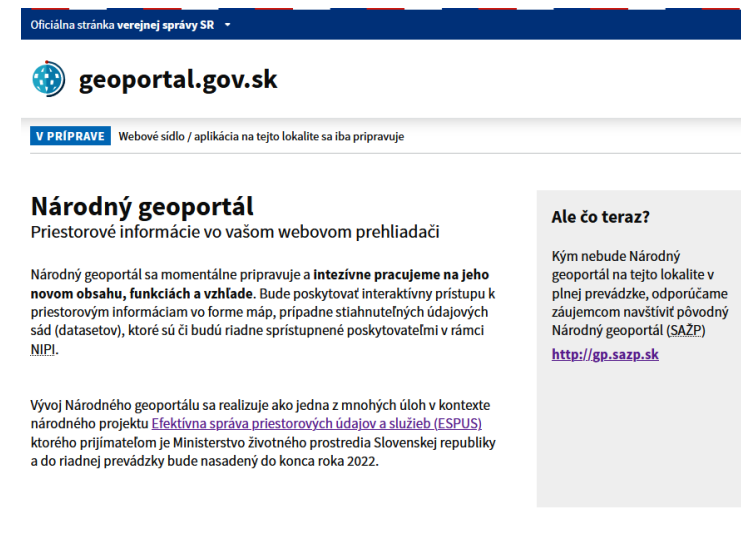 Oficiálna stránka verejnej správy SR
geoportal.gov.sk
V PRÍPRAVE Webové sídlo / aplikácia na tejto lokalite sa iba pripravuje
Národný geoportál
Priestorové informácie vo vašom webovom prehliadači
Národný geoportál sa momentálne pripravuje a intezívne pracujeme na jeho
novom obsahu, funkciách a vzhľade. Bude poskytovať interaktívny prístupu k
priestorovým informáciam vo forme máp, prípadne stiahnuteľných údajových
sád (datasetov), ktoré sú či budú riadne sprístupnené poskytovateľmi v rámci
NIPI.
Vývoj Národného geoportálu sa realizuje ako jedna z mnohých úloh v kontexte
národného projektu Efektívna správa priestorových údajov a služieb (ESPUS)
ktorého prijímateľom je Ministerstvo životného prostredia Slovenskej republiky
a do riadnej prevádzky bude nasadený do konca roka 2022.
Ale čo teraz?
Kým nebude Národný
geoportál na tejto lokalite v
plnej prevádzke, odporúčame
záujemcom navštíviť pôvodný
Národný geoportál (SAŽP)
http://gp.sazp.sk